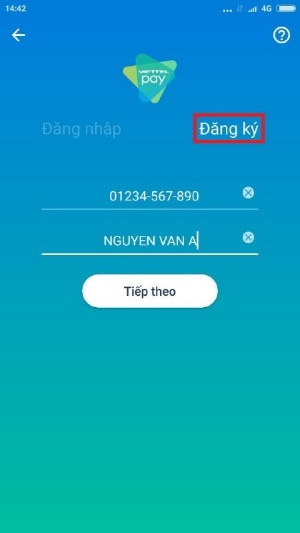 14:42
4G
VIETTEL
pay
Đăng nhập
Đăng ký
01234-567-890
NGUYEN VAN A
Tiếp theo